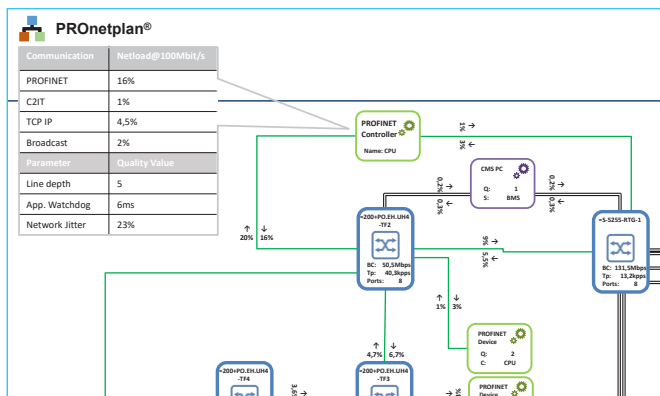 PROnetplan®
Communication Netload@100Mbit/s
PROFINET 16%
C2IT 1%
TCP IP 4,5%
Broadcast 2%
Parameter Quality Value
Line depth 5
App. Watchdog 6ms
Network Jitter 23%
PROFINET
Controller
Name: CPU
1% →
3% ←
CMS PC
Q: 1
S: BMS
0,2% →
0,3% ←
0,2% →
0,3% ←
↑ ↓
20% 16%
=200+PO.EH.UH4
-TF2
BC: 50,5Mbps
Tp: 40,3kpps
Ports: 8
9% →
5,5% ←
=S-S25S-RTG-1
BC: 131,5Mbps
Tp: 13,2kpps
Ports: 8
↑ ↓
1% 3%
PROFINET
Device
Q: 2
C: CPU
↑ ↓
4,7% 6,7%
=200+PO.EH.UH4
-TF4
=200+PO.EH.UH4
-TF3
PROFINET
Device